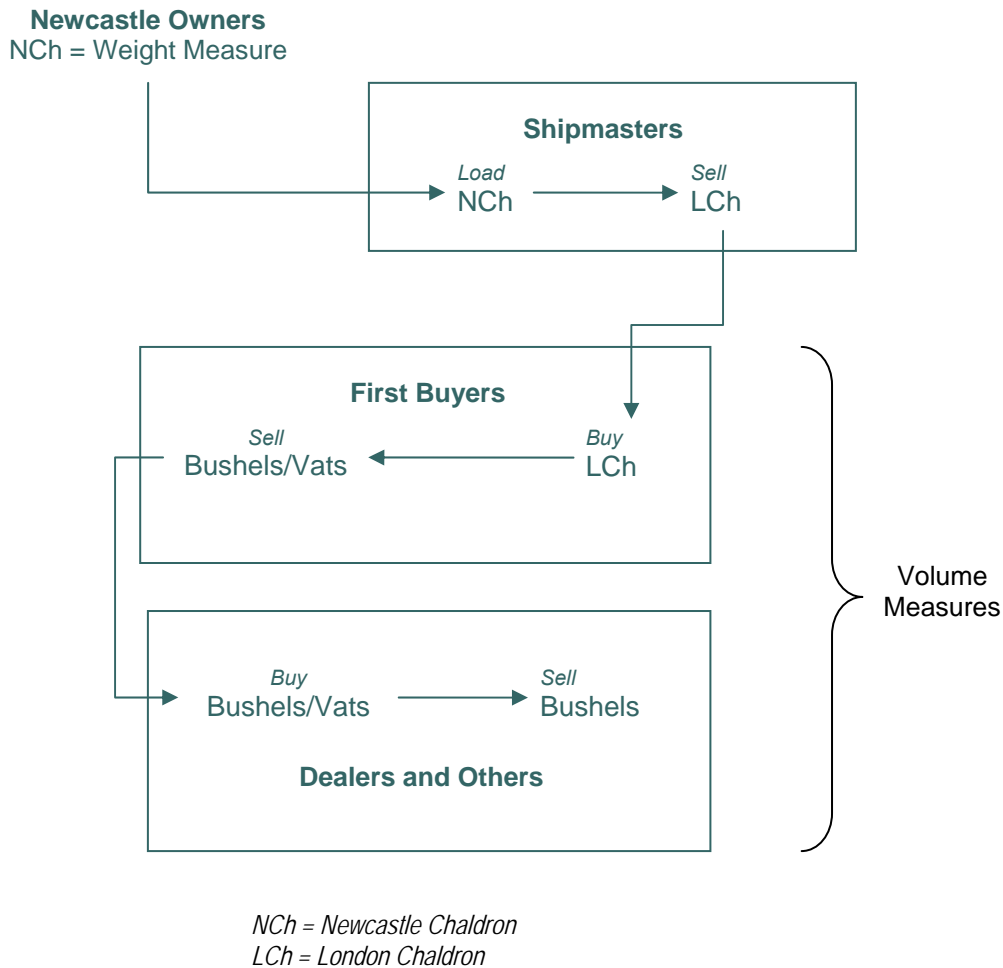 Newcastle Owners
NCh = Weight Measure
Shipmasters
Load
NCh
Sell
LCh
First Buyers
Sell
Bushels/Vats
Buy
LCh
Volume
Measures
Buy
Bushels/Vats
Sell
Bushels
Dealers and Others
NCh = Newcastle Chaldron
LCh = London Chaldron